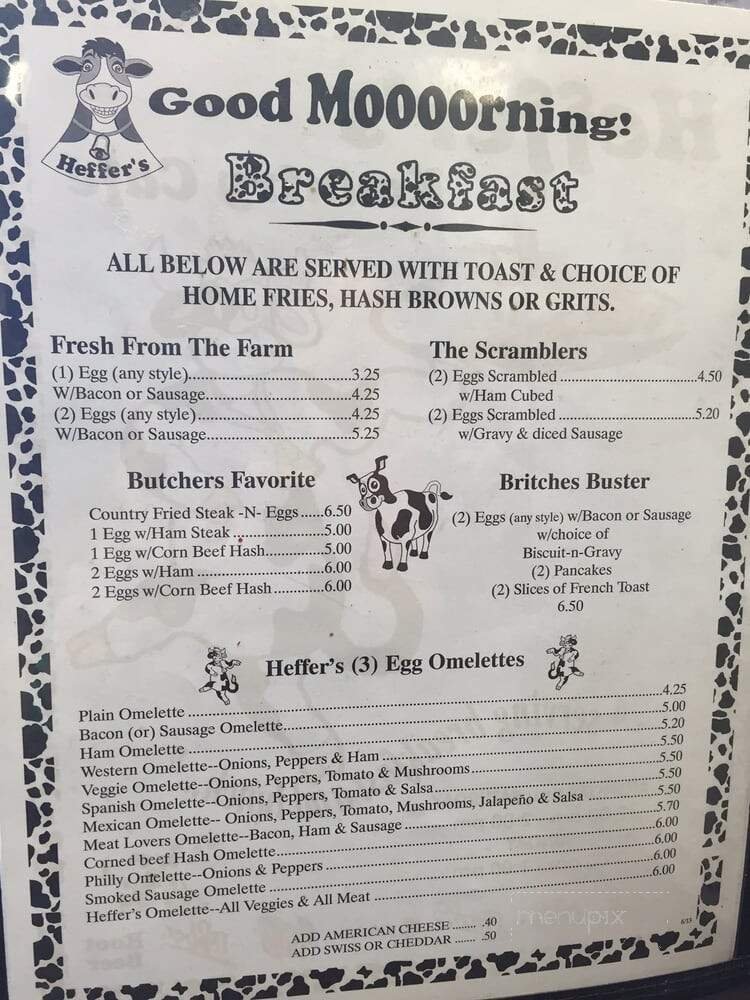 Heffer's
Good Moooorning!
Breakfast
ALL BELOW ARE SERVED WITH TOAST & CHOICE OF
HOME FRIES, HASH BROWNS OR GRITS.
Fresh From The Farm
(1) Egg (any style)..........3.25
W/Bacon or Sausage..........4.25
(2) Eggs (any style)..........4.25
W/Bacon or Sausage..........5.25
The Scramblers
(2) Eggs Scrambled..........4.50
w/Ham Cubed
(2) Eggs Scrambled..........5.20
w/Gravy & diced Sausage
Butchers Favorite
Country Fried Steak -N- Eggs......6.50
1 Egg w/Ham Steak..........5.00
1 Egg w/Corn Beef Hash..........5.00
2 Eggs w/Ham..........6.00
2 Eggs w/Corn Beef Hash..........6.00
Britches Buster
(2) Eggs (any style) w/Bacon or Sausage
w/choice of
Biscuit-n-Gravy
(2) Pancakes
(2) Slices of French Toast
6.50
Heffer's (3) Egg Omelettes
Plain Omelette..........4.25
Bacon (or) Sausage Omelette..........5.00
Ham Omelette..........5.20
Western Omelette--Onions, Peppers & Ham..........5.50
Veggie Omelette--Onions, Peppers, Tomato & Mushrooms..........5.50
Spanish Omelette--Onions, Peppers, Tomato & Salsa..........5.50
Mexican Omelette-- Onions, Peppers, Tomato, Mushrooms, Jalapeño & Salsa..........5.50
Meat Lovers Omelette--Bacon, Ham & Sausage..........5.70
Corned beef Hash Omelette..........6.00
Philly Omelette--Onions & Peppers..........6.00
Smoked Sausage Omelette..........6.00
Heffer's Omelette--All Veggies & All Meat..........6.00
ADD AMERICAN CHEESE........40
ADD SWISS OR CHEDDAR.......50
menupix
6/13